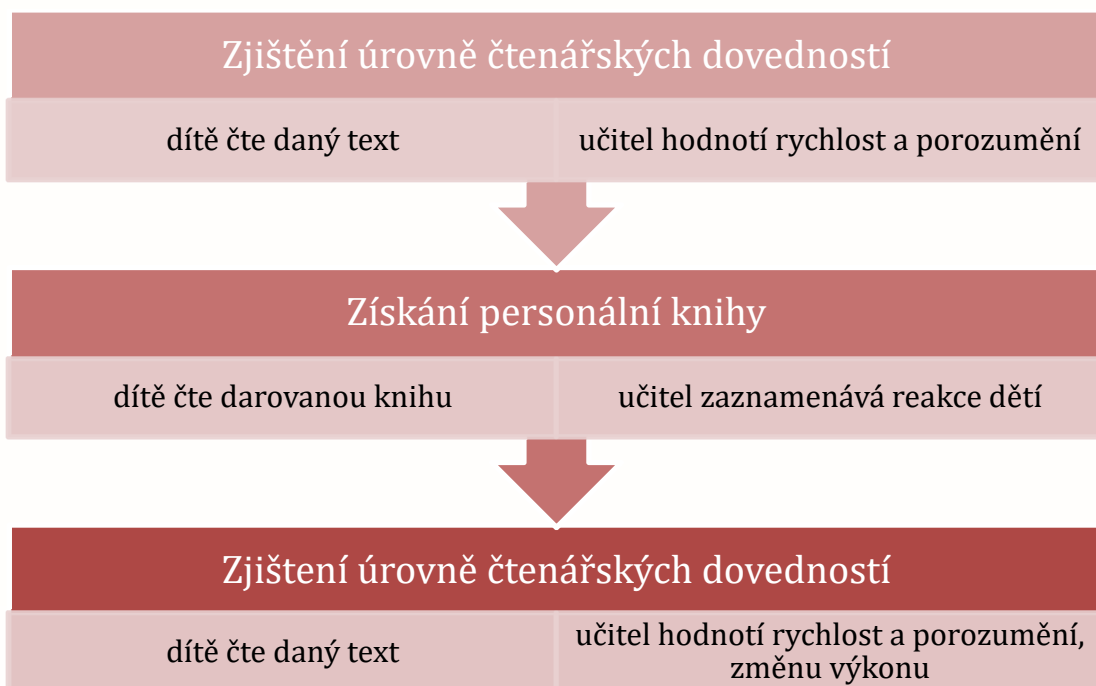 Zjištění úrovně čtenářských dovedností
dítě čte daný text
učitel hodnotí rychlost a porozumění
Získání personální knihy
dítě čte darovanou knihu
učitel zaznamenává reakce dětí
Zjištení úrovně čtenářských dovedností
dítě čte daný text
učitel hodnotí rychlost a porozumění,
změnu výkonu